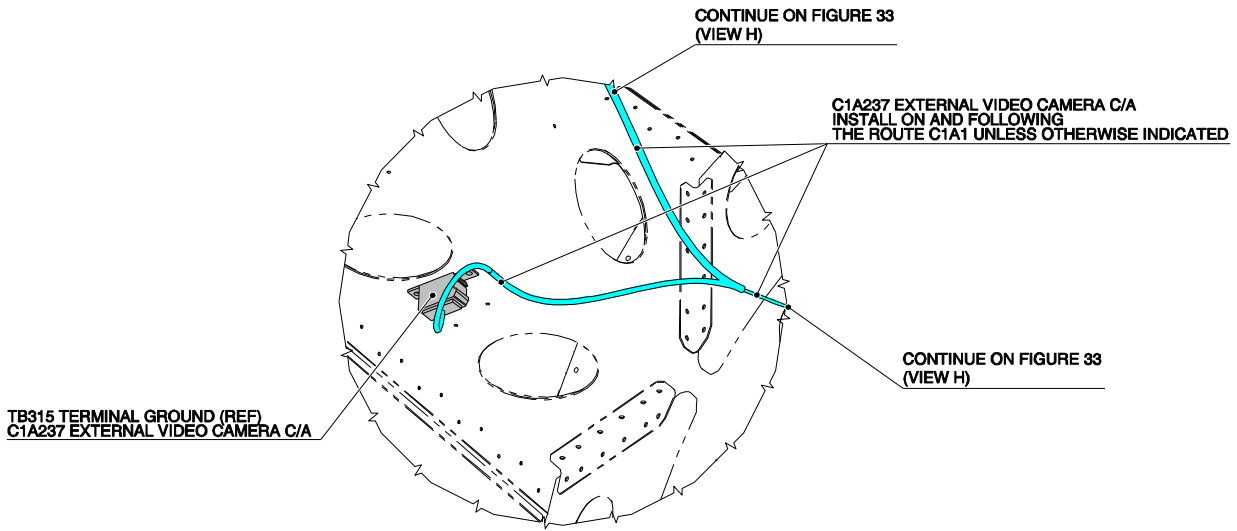 CONTINUE ON FIGURE 33
(VIEW H)
C1A237 EXTERNAL VIDEO CAMERA C/A
INSTALL ON AND FOLLOWING
THE ROUTE C1A1 UNLESS OTHERWISE INDICATED
CONTINUE ON FIGURE 33
(VIEW H)
TB315 TERMINAL GROUND (REF)
C1A237 EXTERNAL VIDEO CAMERA C/A